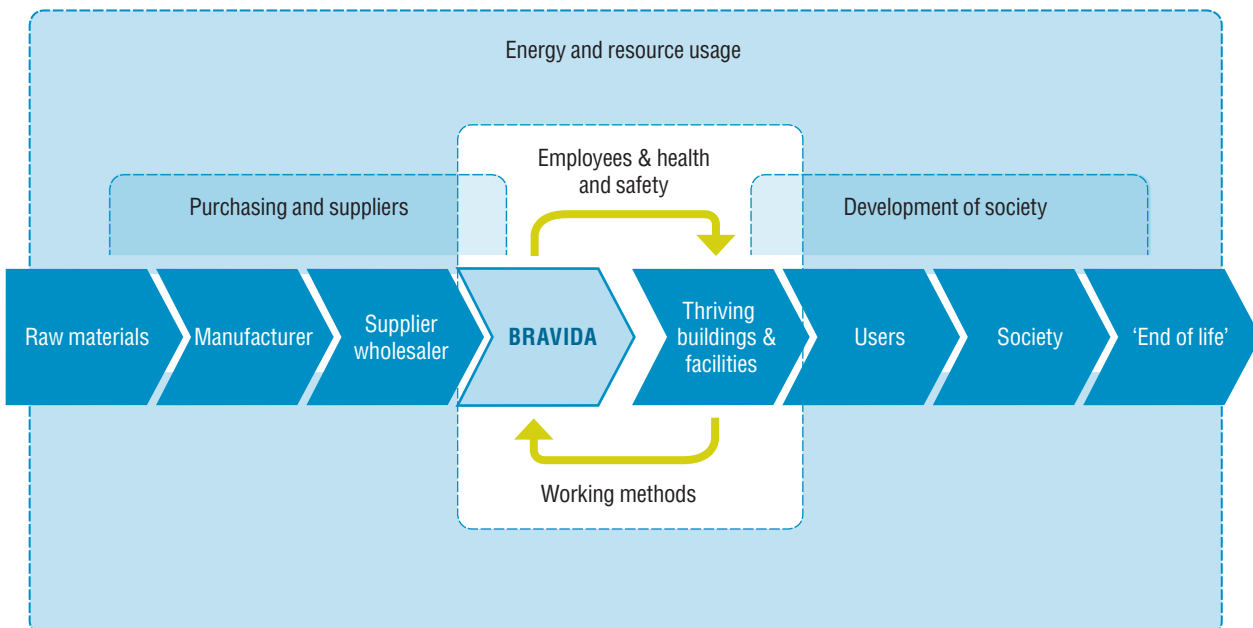 Energy and resource usage
Employees & health
and safety
Purchasing and suppliers
Development of society
Raw materials
Manufacturer
Supplier
wholesaler
BRAVIDA
Thriving
buildings &
facilities
Users
Society
‘End of life’
Working methods